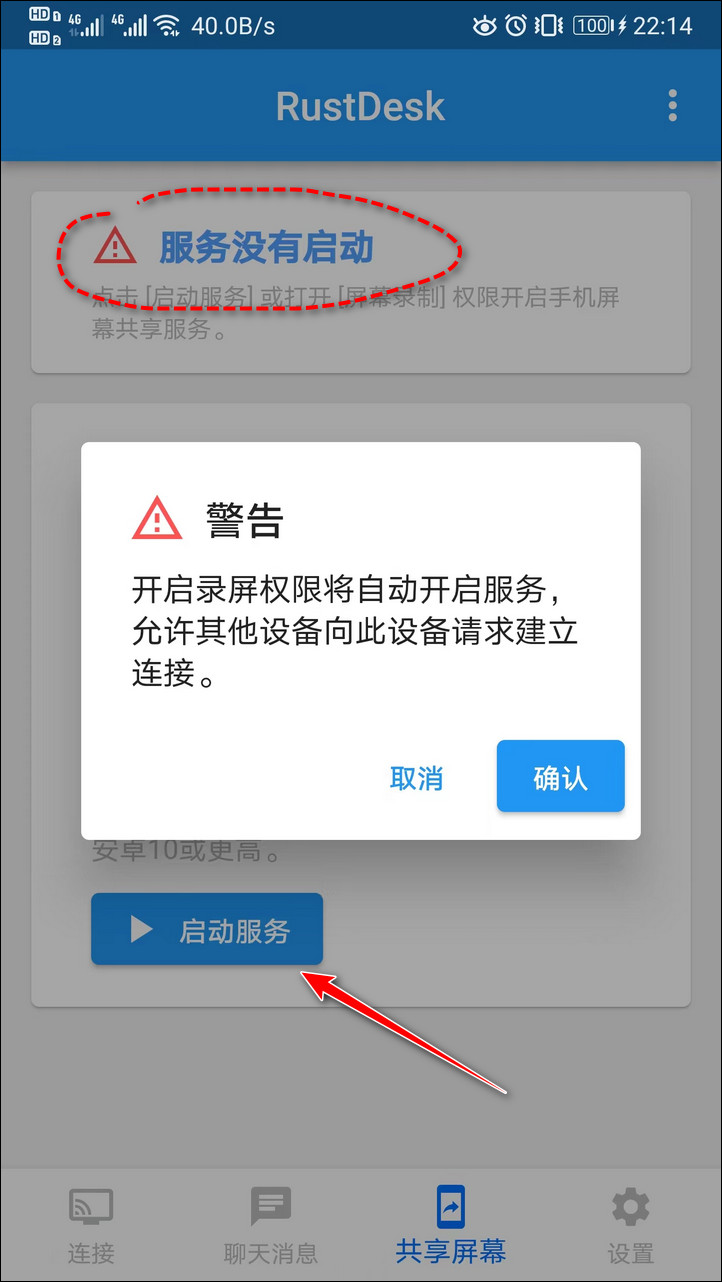 HD 1 4G 4G 40.0B/s 100 22:14
HD 2
RustDesk
服务没有启动
点击 [启动服务] 或打开 [屏幕录制] 权限开启手机屏
幕共享服务。
警告
开启录屏权限将自动开启服务，
允许其他设备向此设备请求建立
连接。
取消 确认
安卓10或更高。
启动服务
连接 聊天消息 共享屏幕 设置